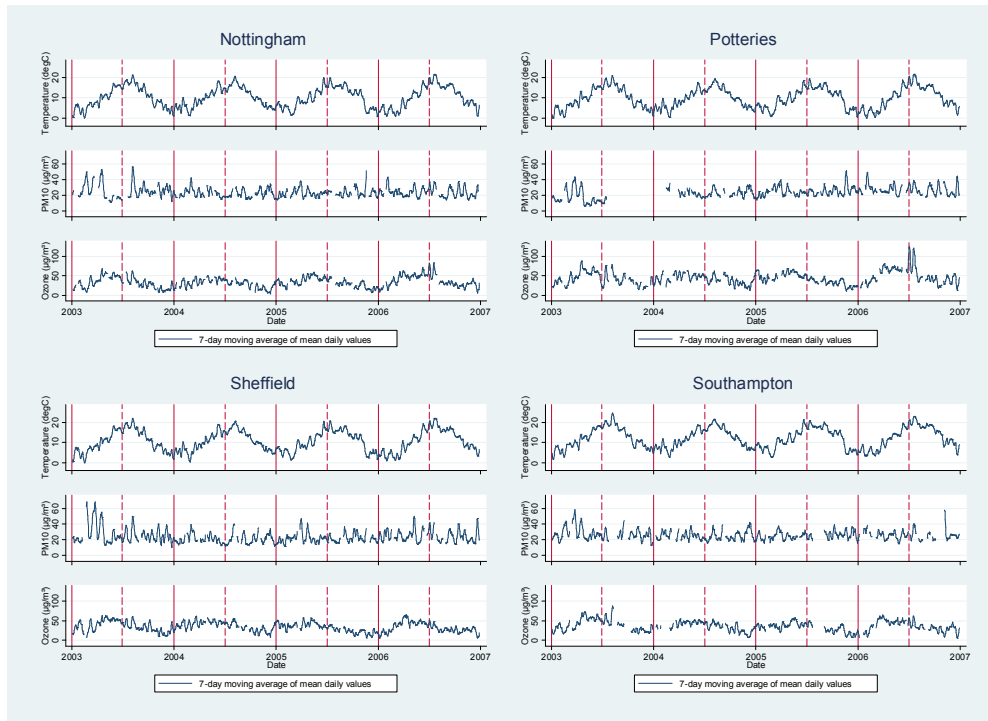 Nottingham
Temperature (degC)
0 10 20
PM10 (µg/m³)
0 20 40 60
Ozone (µg/m³)
0 50 100
2003 2004 2005 2006 2007
Date
7-day moving average of mean daily values
Potteries
Temperature (degC)
0 10 20
PM10 (µg/m³)
0 20 40 60
Ozone (µg/m³)
0 50 100
2003 2004 2005 2006 2007
Date
7-day moving average of mean daily values
Sheffield
Temperature (degC)
0 10 20
PM10 (µg/m³)
0 20 40 60
Ozone (µg/m³)
0 50 100
2003 2004 2005 2006 2007
Date
7-day moving average of mean daily values
Southampton
Temperature (degC)
0 10 20
PM10 (µg/m³)
0 20 40 60
Ozone (µg/m³)
0 50 100
2003 2004 2005 2006 2007
Date
7-day moving average of mean daily values